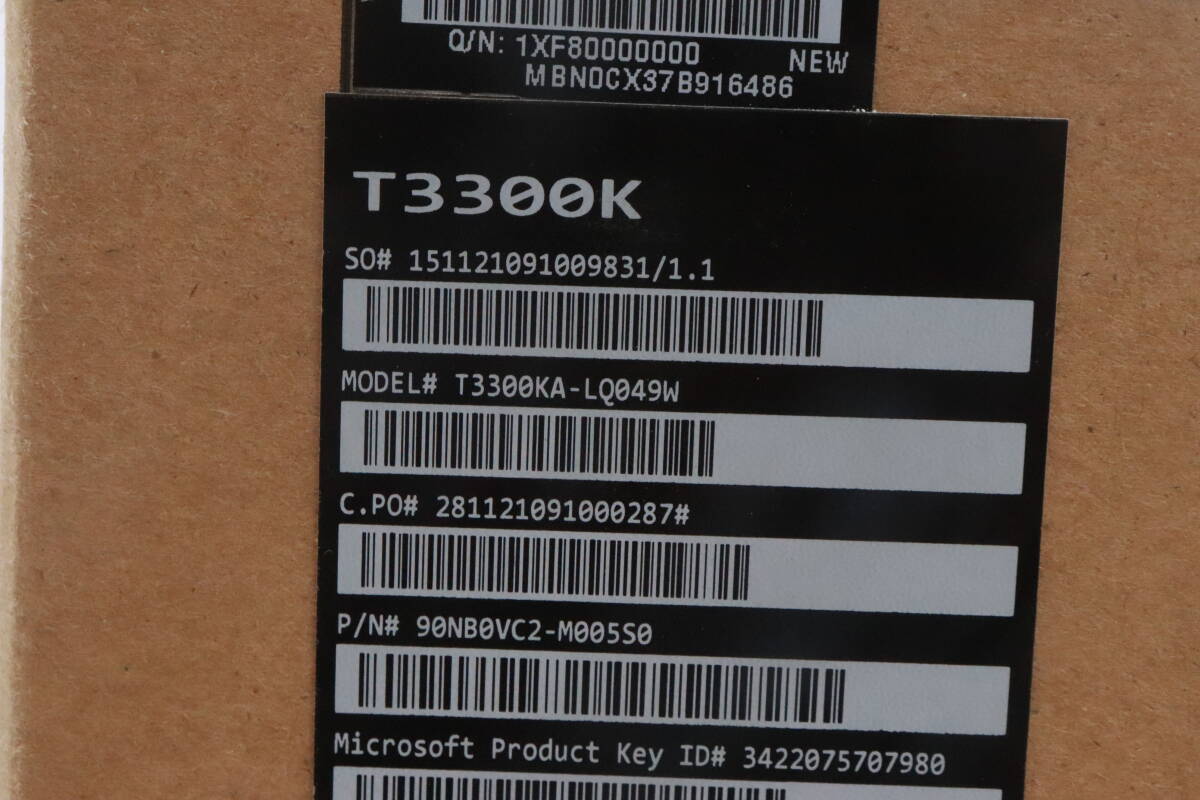 Q/N: 1XF80000000 NEW
MBN0CX37B916486
T3300K
SO# 151121091009831/1.1
MODEL# T3300KA-LQ049W
C.PO# 281121091000287#
P/N# 90NB0VC2-M005S0
Microsoft Product Key ID# 3422075707980